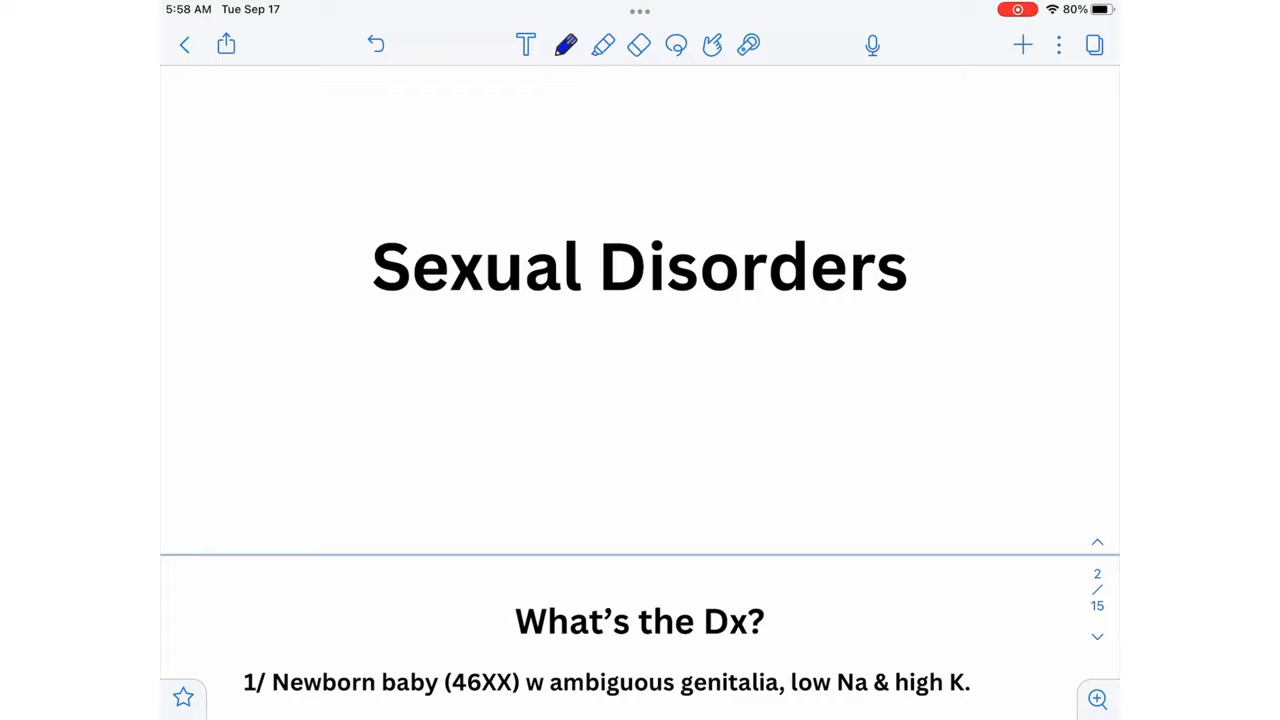 5:58 AM Tue Sep 17
80%
T
Sexual Disorders
2
/
15
What's the Dx?
1/ Newborn baby (46XX) w ambiguous genitalia, low Na & high K.